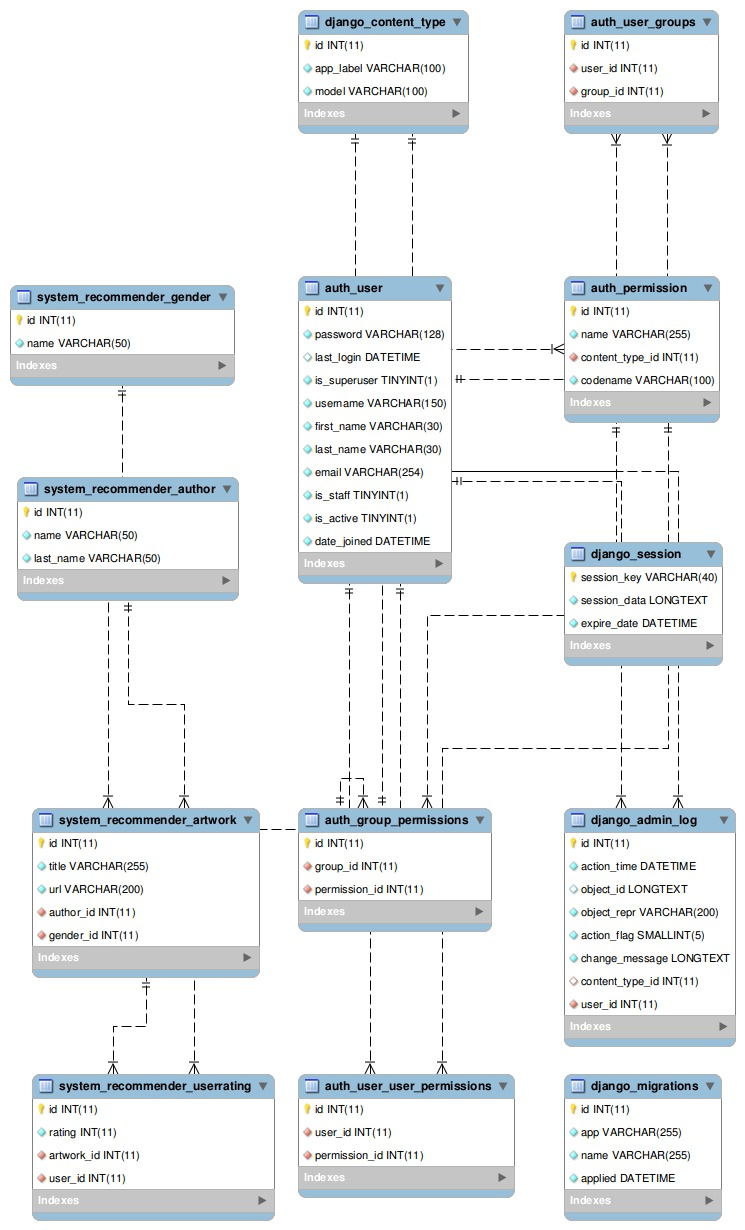 django_content_type
id INT(11)
app_label VARCHAR(100)
model VARCHAR(100)
Indexes
auth_user_groups
id INT(11)
user_id INT(11)
group_id INT(11)
Indexes
system_recommender_gender
id INT(11)
name VARCHAR(50)
Indexes
auth_user
id INT(11)
password VARCHAR(128)
last_login DATETIME
is_superuser TINYINT(1)
username VARCHAR(150)
first_name VARCHAR(30)
last_name VARCHAR(30)
email VARCHAR(254)
is_staff TINYINT(1)
is_active TINYINT(1)
date_joined DATETIME
Indexes
auth_permission
id INT(11)
name VARCHAR(255)
content_type_id INT(11)
codename VARCHAR(100)
Indexes
system_recommender_author
id INT(11)
name VARCHAR(50)
last_name VARCHAR(50)
Indexes
django_session
session_key VARCHAR(40)
session_data LONGTEXT
expire_date DATETIME
Indexes
system_recommender_artwork
id INT(11)
title VARCHAR(255)
url VARCHAR(200)
author_id INT(11)
gender_id INT(11)
Indexes
auth_group_permissions
id INT(11)
group_id INT(11)
permission_id INT(11)
Indexes
django_admin_log
id INT(11)
action_time DATETIME
object_id LONGTEXT
object_repr VARCHAR(200)
action_flag SMALLINT(5)
change_message LONGTEXT
content_type_id INT(11)
user_id INT(11)
Indexes
system_recommender_userrating
id INT(11)
rating INT(11)
artwork_id INT(11)
user_id INT(11)
Indexes
auth_user_user_permissions
id INT(11)
user_id INT(11)
permission_id INT(11)
Indexes
django_migrations
id INT(11)
app VARCHAR(255)
name VARCHAR(255)
applied DATETIME
Indexes